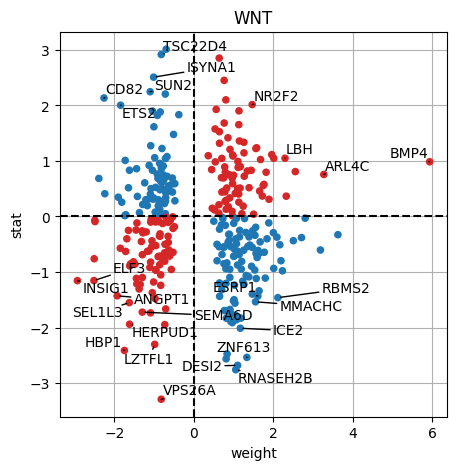 WNT
TSC22D4
ISYNA1
CD82
SUN2
ETS2
NR2F2
LBH
BMP4
ARL4C
ELF3
INSIG1
ANGPT1
SEL1L3
SEMA6D
HERPUD1
HBP1
LZTFL1
VPS26A
ESRP1
RBMS2
MMACHC
ICE2
ZNF613
DESI2
RNASEH2B
3
2
1
0
−1
−2
−3
stat
−2
0
2
4
6
weight